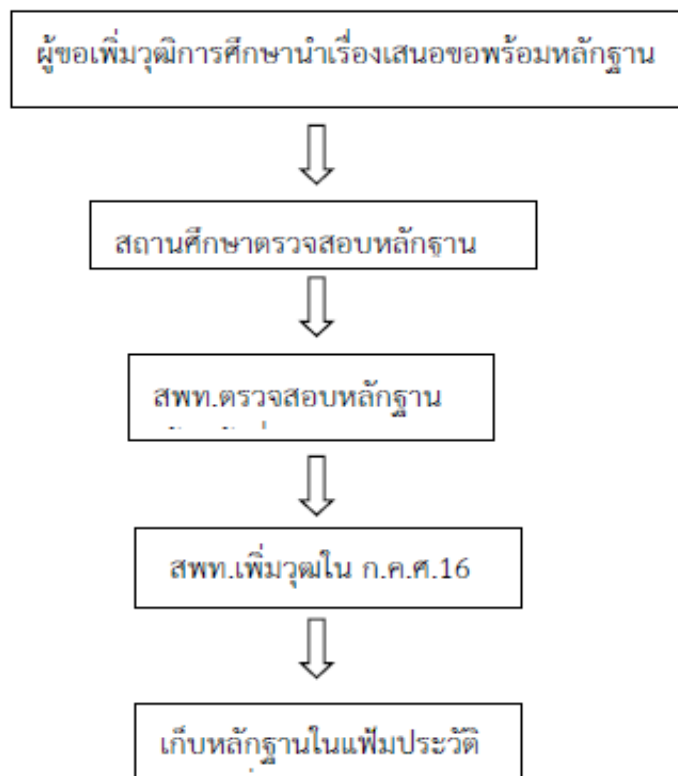 ผู้ขอเพิ่มวุฒิการศึกษานำเรื่องเสนอขอพร้อมหลักฐาน
สถานศึกษาตรวจสอบหลักฐาน
สพท.ตรวจสอบหลักฐาน
สพท.เพิ่มวุฒใน ก.ค.ศ.16
เก็บหลักฐานในแฟ้มประวัติ